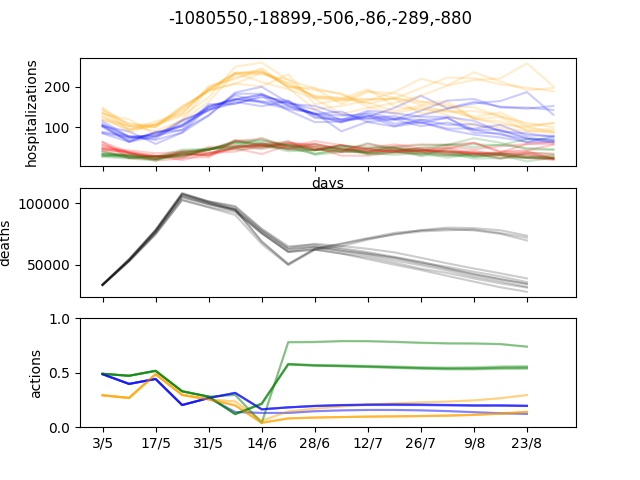 -1080550,-18899,-506,-86,-289,-880
hospitalizations
200
100
days
deaths
100000
50000
actions
1.0
0.5
0.0
3/5 17/5 31/5 14/6 28/6 12/7 26/7 9/8 23/8